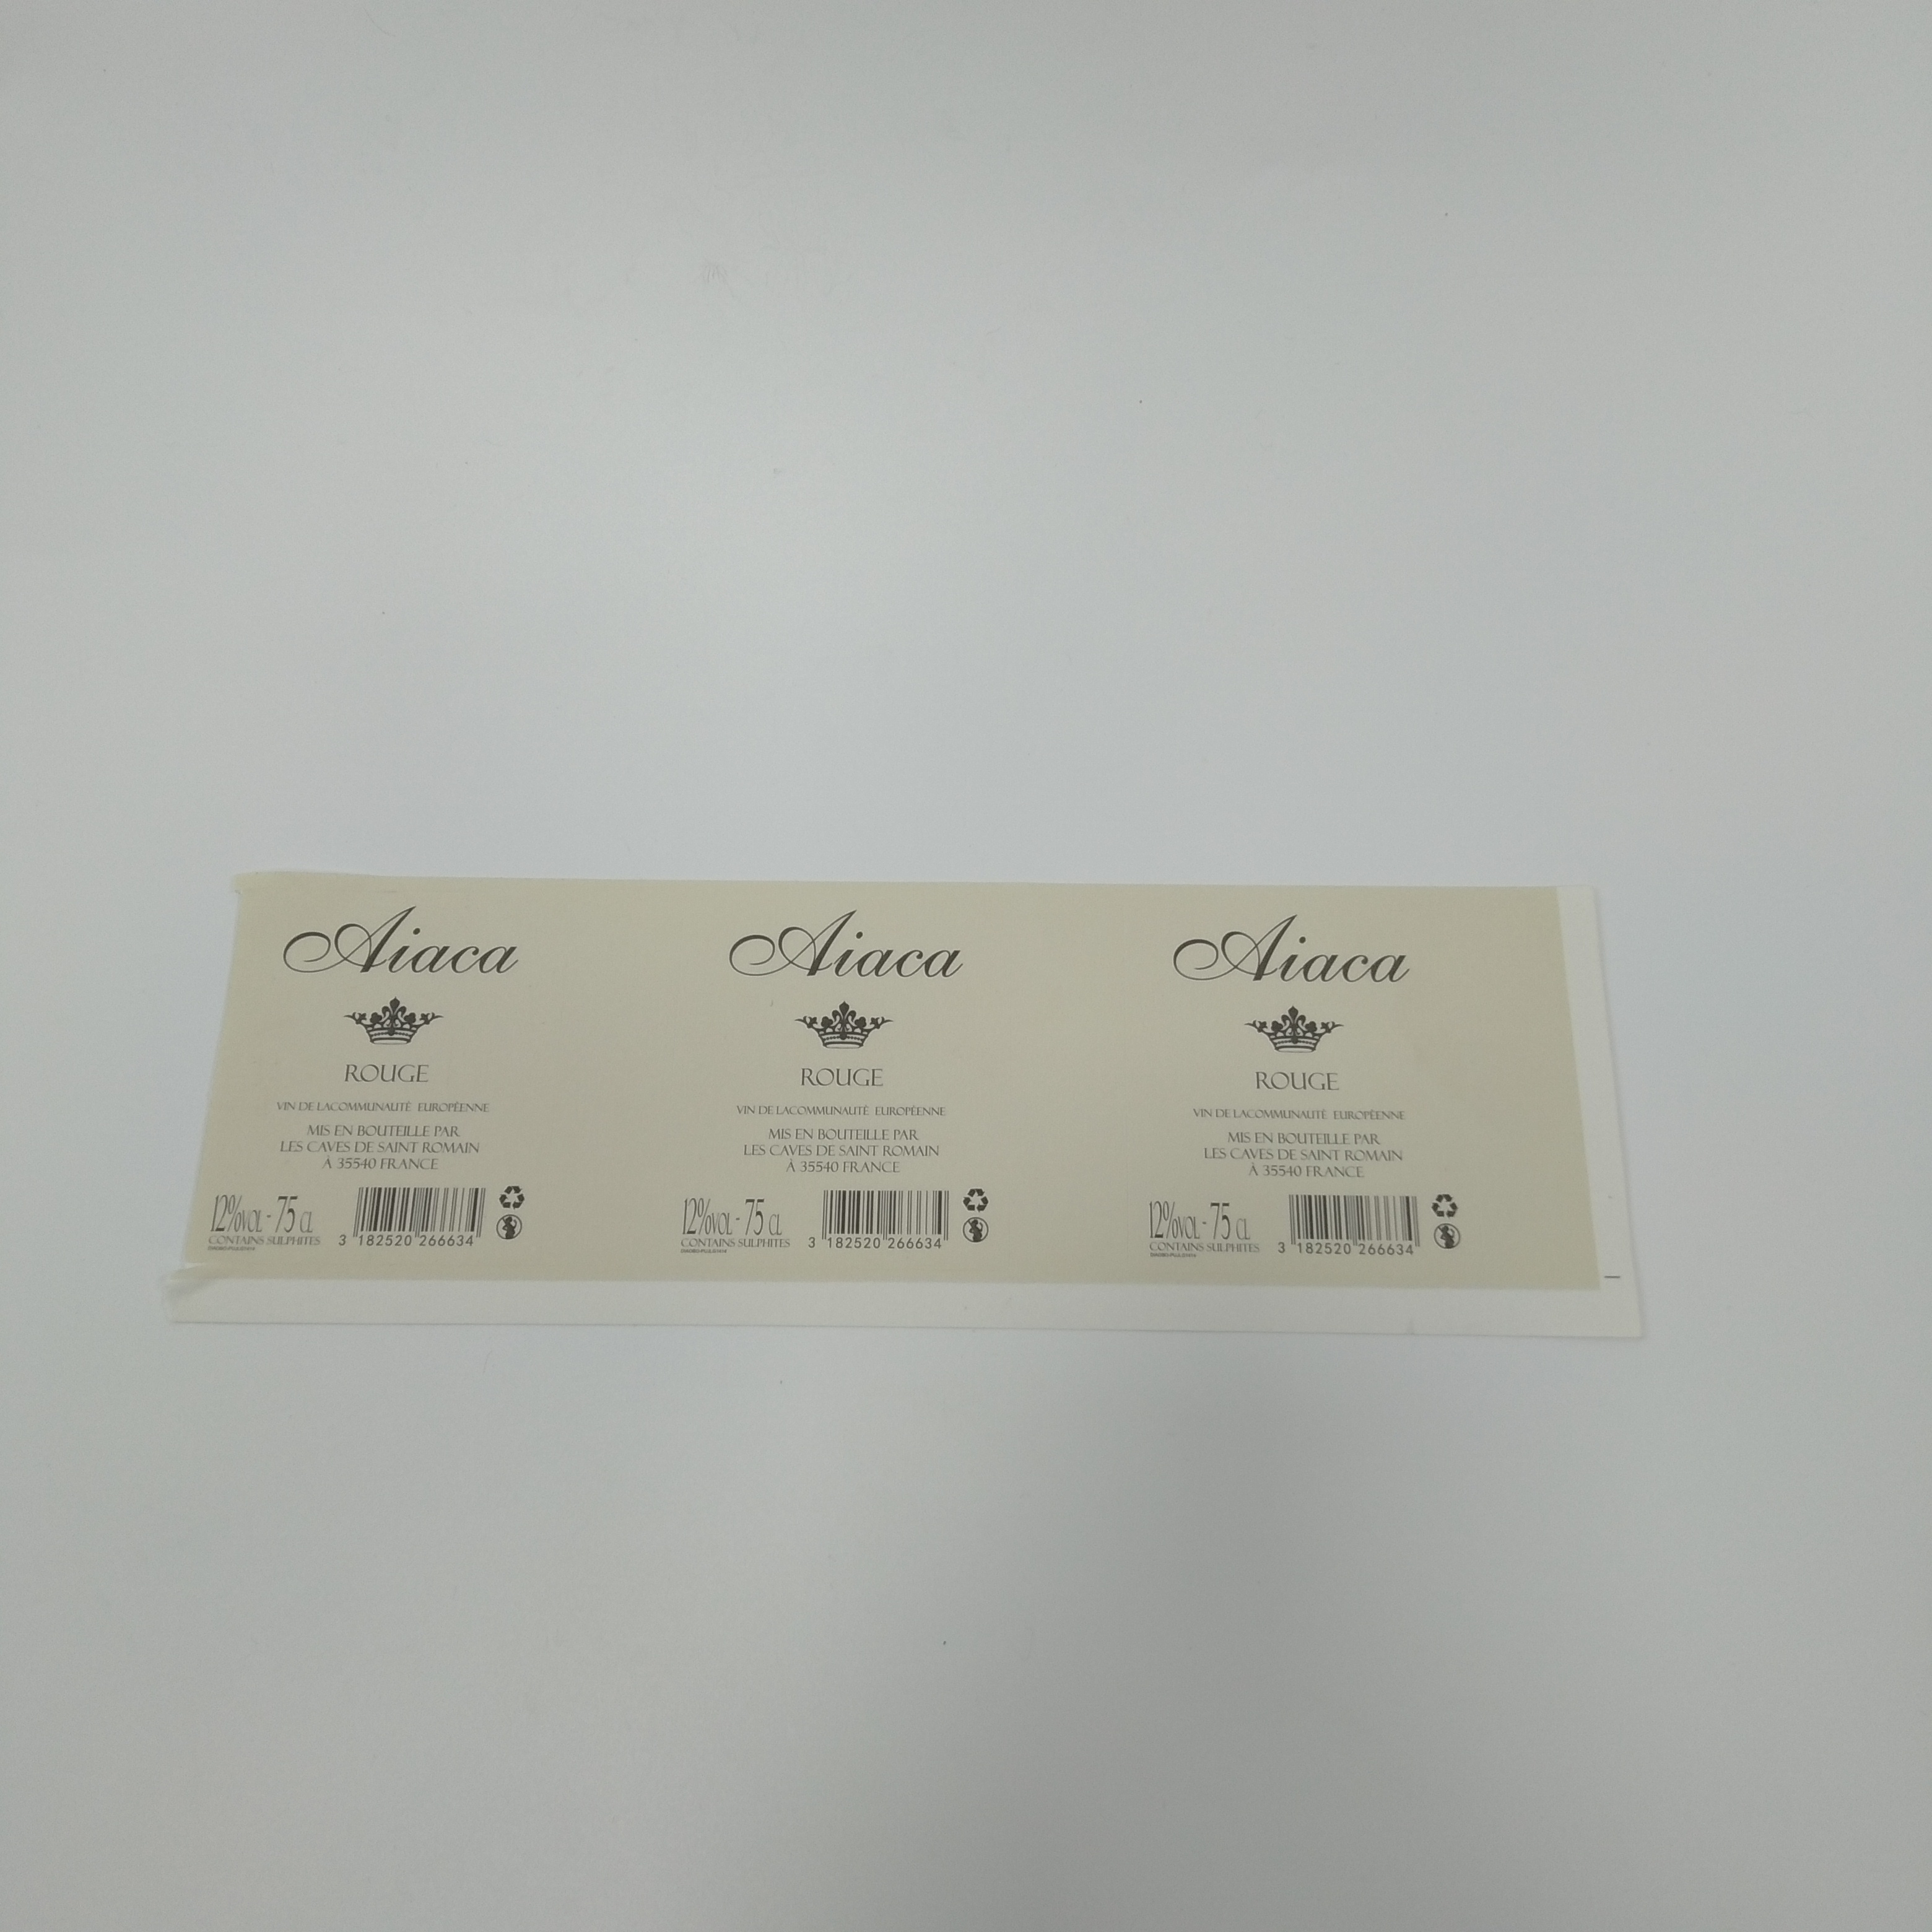 Aiaca
ROUGE
VIN DE LACOMMUNAUTÉ EUROPÉENNE
MIS EN BOUTEILLE PAR
LES CAVES DE SAINT ROMAIN
À 35540 FRANCE
12%VOL - 75 CL
CONTAINS SULPHITES
3 182520 266634
Aiaca
ROUGE
VIN DE LACOMMUNAUTÉ EUROPÉENNE
MIS EN BOUTEILLE PAR
LES CAVES DE SAINT ROMAIN
À 35540 FRANCE
12%VOL - 75 CL
CONTAINS SULPHITES
3 182520 266634
Aiaca
ROUGE
VIN DE LACOMMUNAUTÉ EUROPÉENNE
MIS EN BOUTEILLE PAR
LES CAVES DE SAINT ROMAIN
À 35540 FRANCE
12%VOL - 75 CL
CONTAINS SULPHITES
3 182520 266634